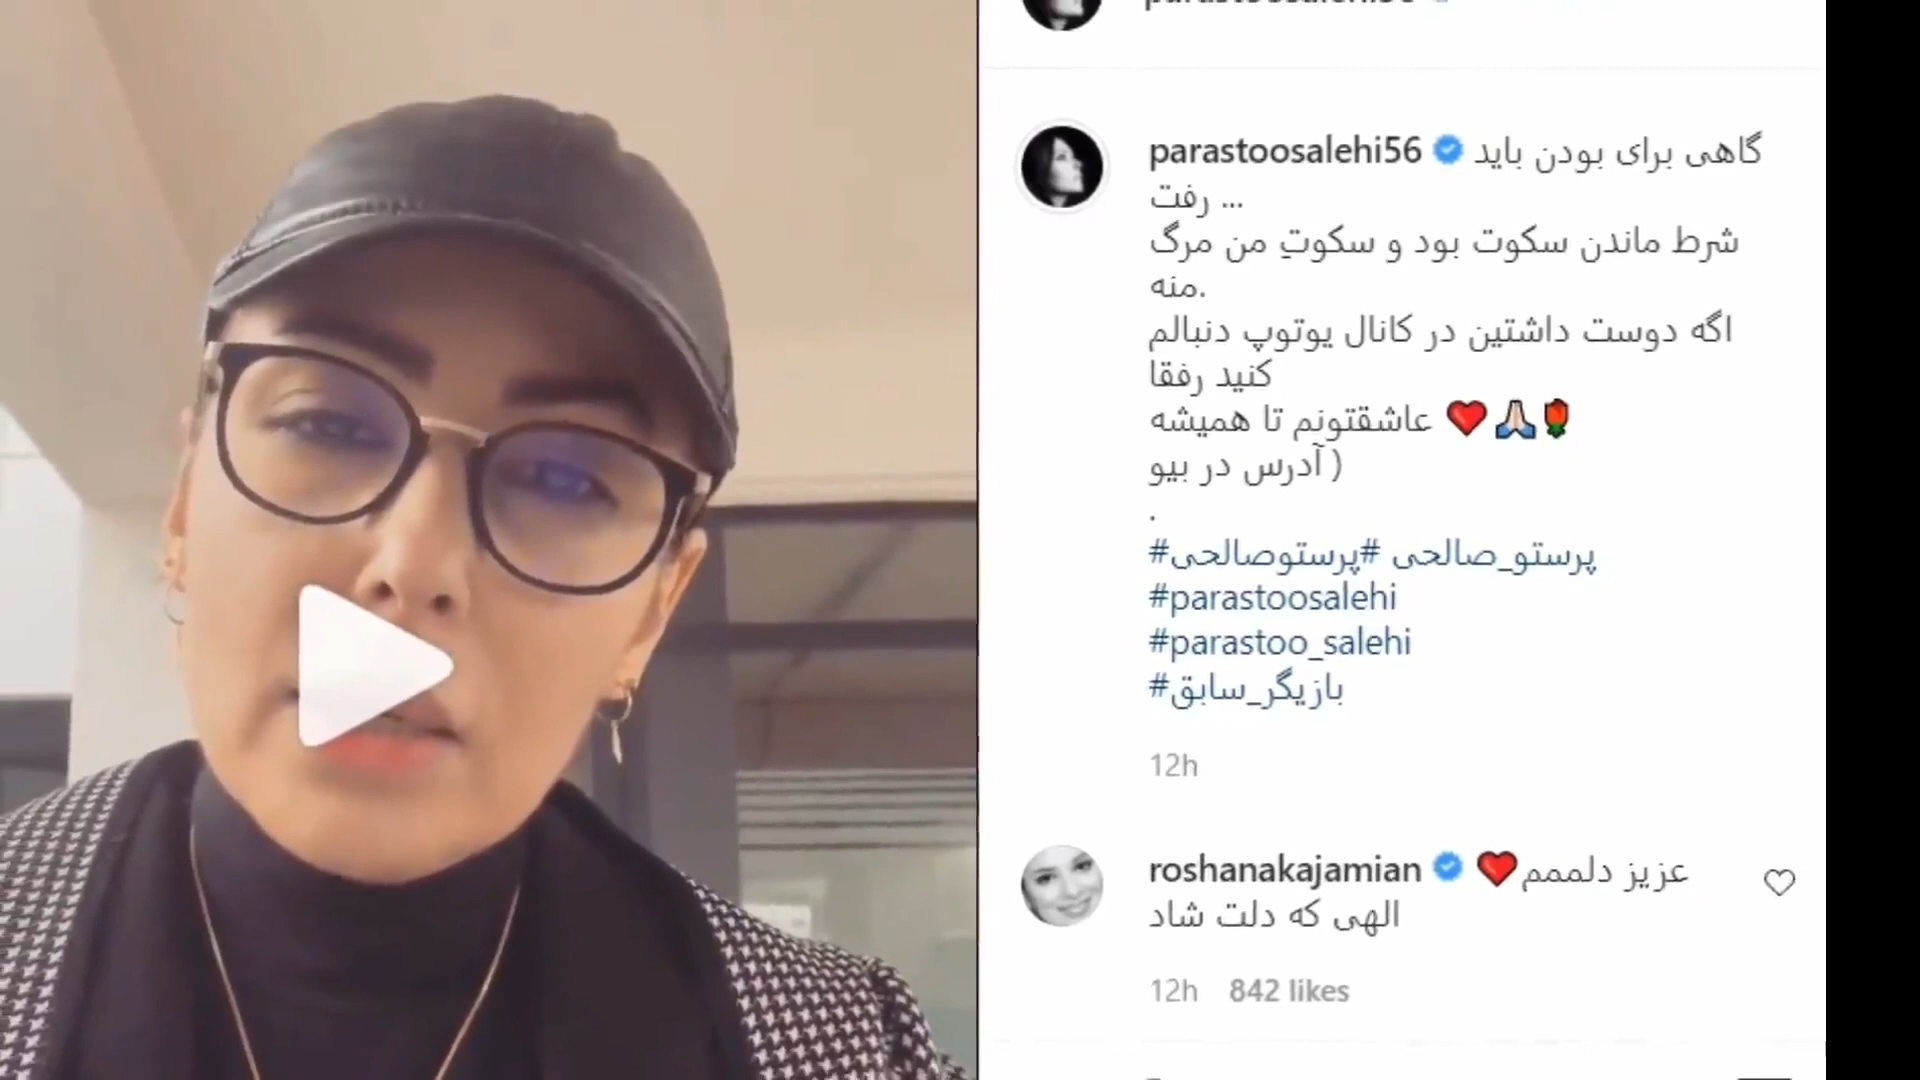 parastoosalehi56
parastoosalehi56 گاهی برای بودن باید
رفت ...
شرط ماندن سکوت بود و سکوتِ من مرگ
منه.
اگه دوست داشتین در کانال یوتوپ دنبالم
کنید رفقا
عاشقتونم تا همیشه ❤️🙏🏻🌹
آدرس در بیو )
.
#پرستو_صالحی #پرستوصالحی
#parastoosalehi
#parastoo_salehi
#بازیگر_سابق
12h
roshanakajamian ❤️عزیز دلممم
الهی که دلت شاد
12h 842 likes